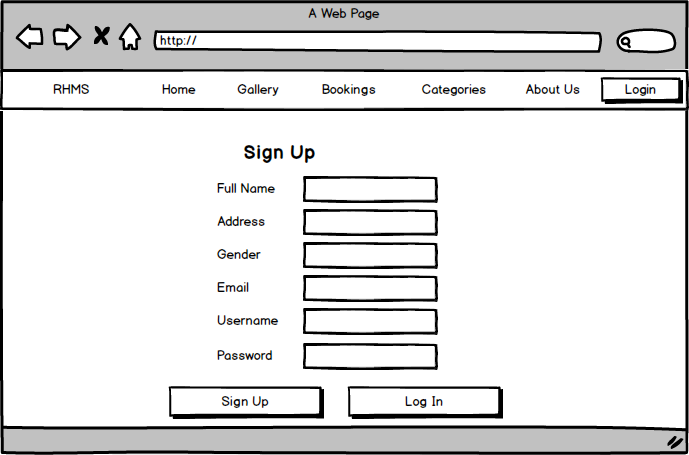 A Web Page
http://
RHMS Home Gallery Bookings Categories About Us Login
Sign Up
Full Name
Address
Gender
Email
Username
Password
Sign Up Log In